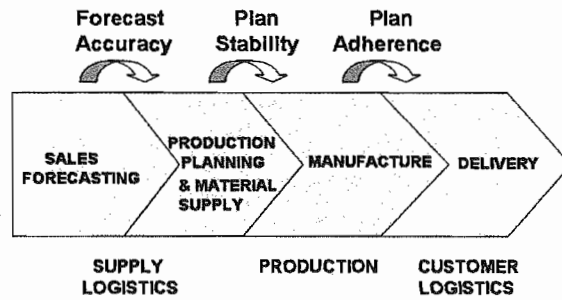 Forecast
Accuracy
Plan
Stability
Plan
Adherence
SALES
FORECASTING
PRODUCTION
PLANNING
& MATERIAL
SUPPLY
MANUFACTURE
DELIVERY
SUPPLY
LOGISTICS
PRODUCTION
CUSTOMER
LOGISTICS